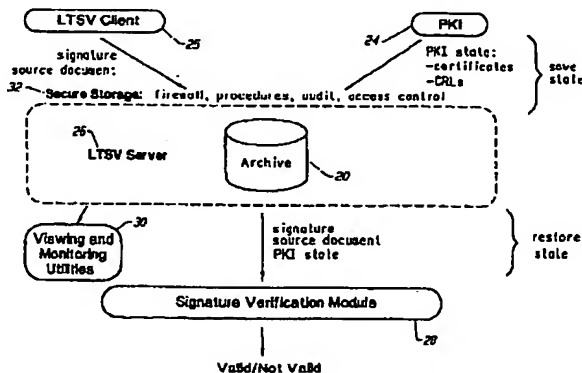 LTSV Client
25
PKI
24
signature
source document
PKI state:
-certificates
-CRLs
save
state
32
Secure Storage: firewall, procedures, audit, access control
26
LTSV Server
Archive
20
30
Viewing and
Monitoring
Utilities
signature
source document
PKI state
restore
state
Signature Verification Module
28
Valid/Not Valid